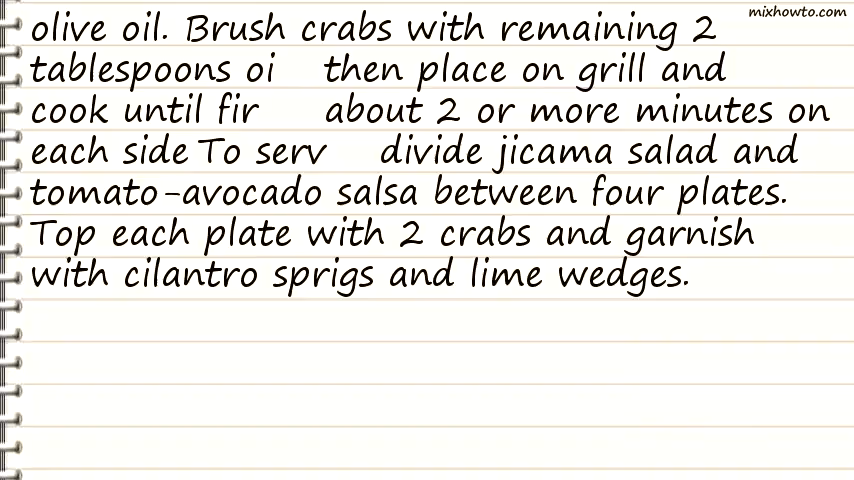 mixhowto.com
olive oil. Brush crabs with remaining 2
tablespoons oi then place on grill and
cook until fir about 2 or more minutes on
each side To serv divide jicama salad and
tomato-avocado salsa between four plates.
Top each plate with 2 crabs and garnish
with cilantro sprigs and lime wedges.